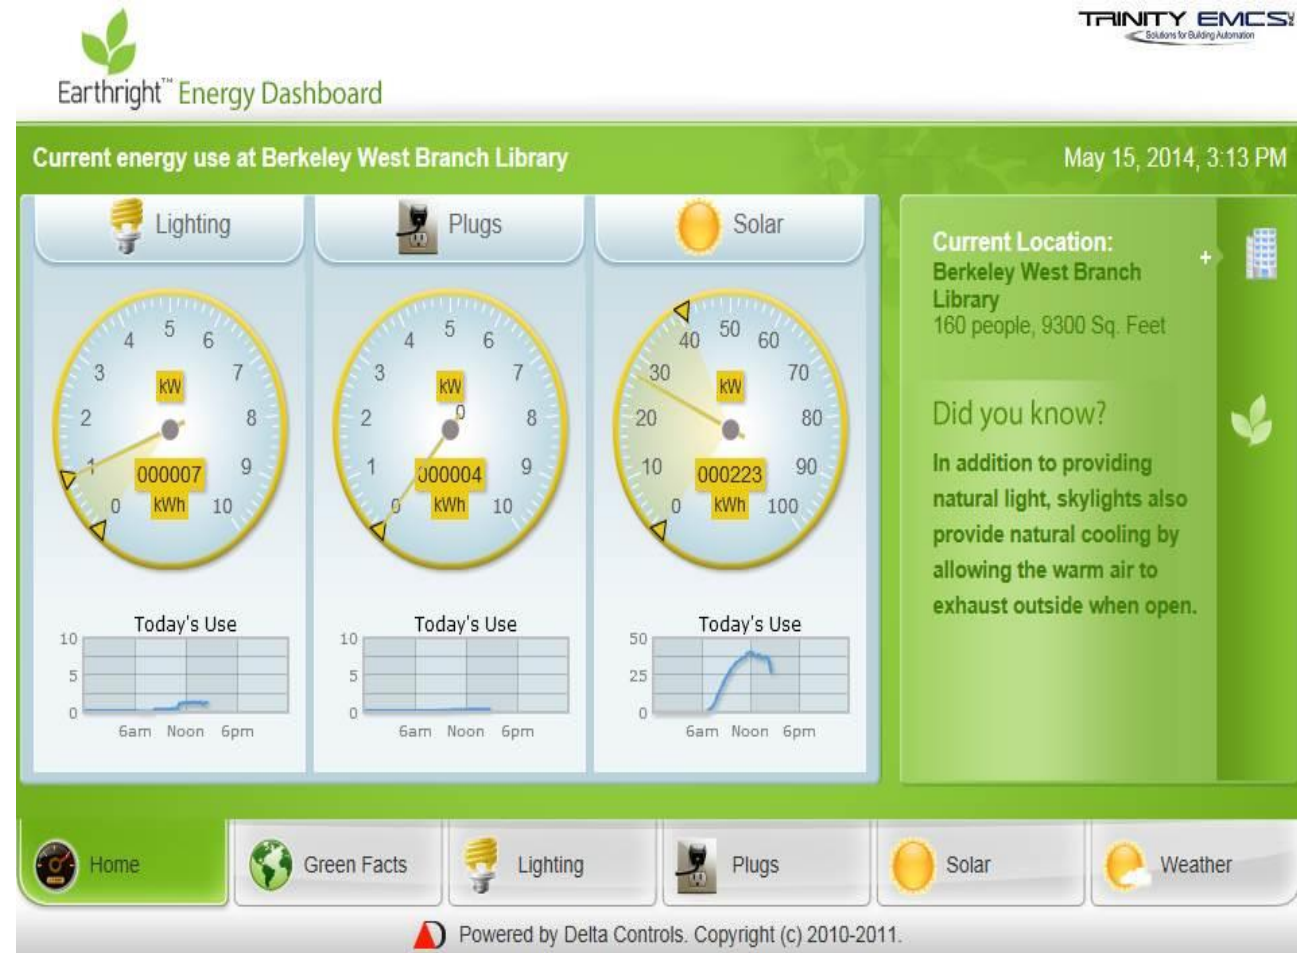 TRINITY EMCS INC
Solutions for Building Automation
Earthright™ Energy Dashboard
Current energy use at Berkeley West Branch Library
May 15, 2014, 3:13 PM
Lighting
0 1 2 3 4 5 6 7 8 9 10
kW
000007
kWh
Today's Use
10
5
0
6am Noon 6pm
Plugs
0 1 2 3 4 5 6 7 8 9 10
kW
0
000004
kWh
Today's Use
10
5
0
6am Noon 6pm
Solar
0 10 20 30 40 50 60 70 80 90 100
kW
000223
kWh
Today's Use
50
25
0
6am Noon 6pm
Current Location:
+
Berkeley West Branch
Library
160 people, 9300 Sq. Feet
Did you know?
In addition to providing
natural light, skylights also
provide natural cooling by
allowing the warm air to
exhaust outside when open.
Home
Green Facts
Lighting
Plugs
Solar
Weather
Powered by Delta Controls. Copyright (c) 2010-2011.